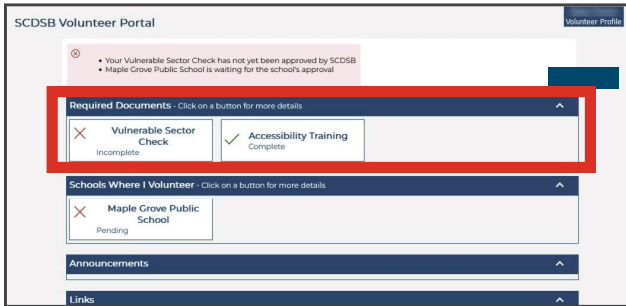 SCDSB Volunteer Portal
Volunteer Profile
Your Vulnerable Sector Check has not yet been approved by SCDSB
Maple Grove Public School is waiting for the school's approval
Required Documents - Click on a button for more details
Vulnerable Sector
Check
Incomplete
Accessibility Training
Complete
Schools Where I Volunteer - Click on a button for more details
Maple Grove Public
School
Pending
Announcements
Links